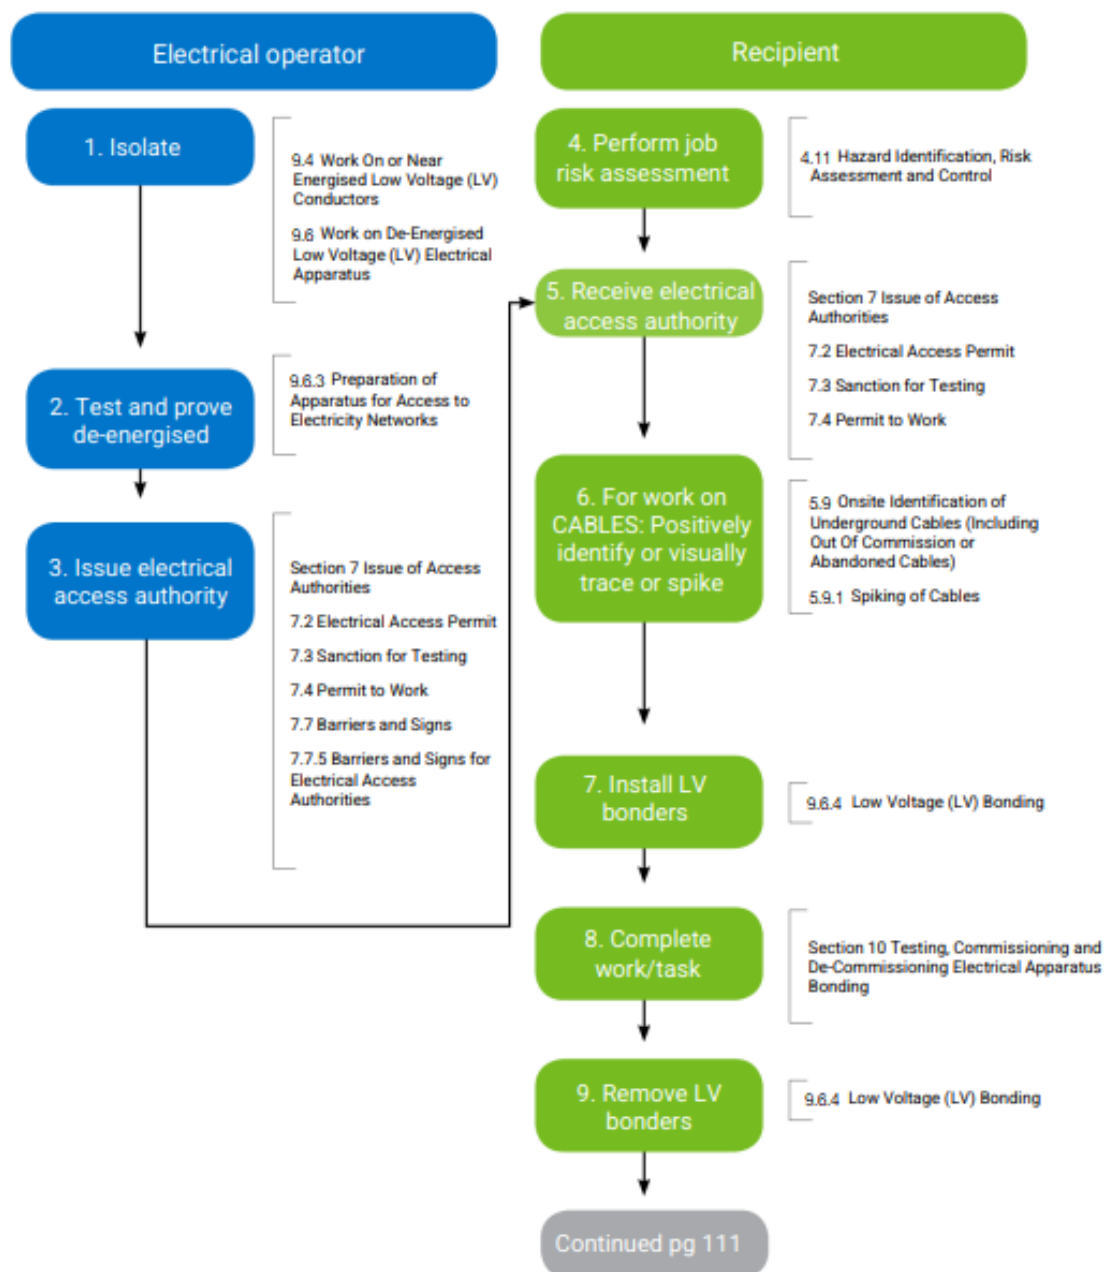 Electrical operator
1. Isolate
9.4 Work On or Near
Energised Low Voltage (LV)
Conductors
9.6 Work on De-Energised
Low Voltage (LV) Electrical
Apparatus
2. Test and prove
de-energised
9.6.3 Preparation of
Apparatus for Access to
Electricity Networks
3. Issue electrical
access authority
Section 7 Issue of Access
Authorities
7.2 Electrical Access Permit
7.3 Sanction for Testing
7.4 Permit to Work
7.7 Barriers and Signs
7.7.5 Barriers and Signs for
Electrical Access
Authorities
Recipient
4. Perform job
risk assessment
4.11 Hazard Identification, Risk
Assessment and Control
5. Receive electrical
access authority
Section 7 Issue of Access
Authorities
7.2 Electrical Access Permit
7.3 Sanction for Testing
7.4 Permit to Work
6. For work on
CABLES: Positively
identify or visually
trace or spike
5.9 Onsite Identification of
Underground Cables (Including
Out Of Commission or
Abandoned Cables)
5.9.1 Spiking of Cables
7. Install LV
bonders
9.6.4 Low Voltage (LV) Bonding
8. Complete
work/task
Section 10 Testing, Commissioning and
De-Commissioning Electrical Apparatus
Bonding
9. Remove LV
bonders
9.6.4 Low Voltage (LV) Bonding
Continued pg 111